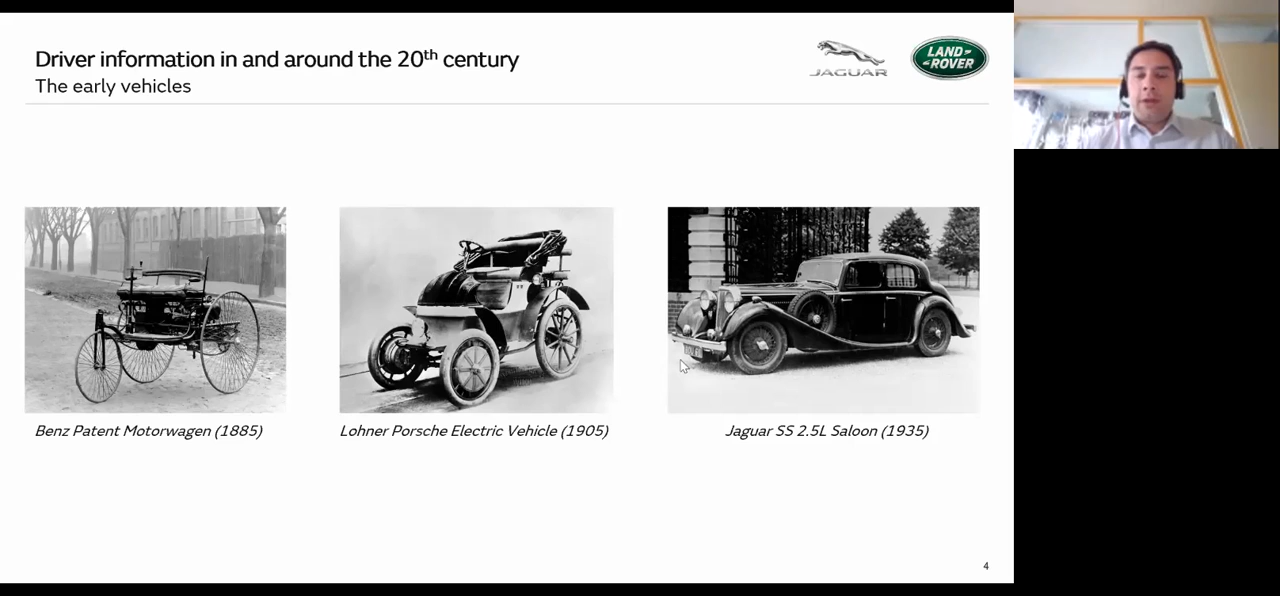 Driver information in and around the 20th century
The early vehicles
JAGUAR
LAND
ROVER
Benz Patent Motorwagen (1885)
Lohner Porsche Electric Vehicle (1905)
Jaguar SS 2.5L Saloon (1935)
4